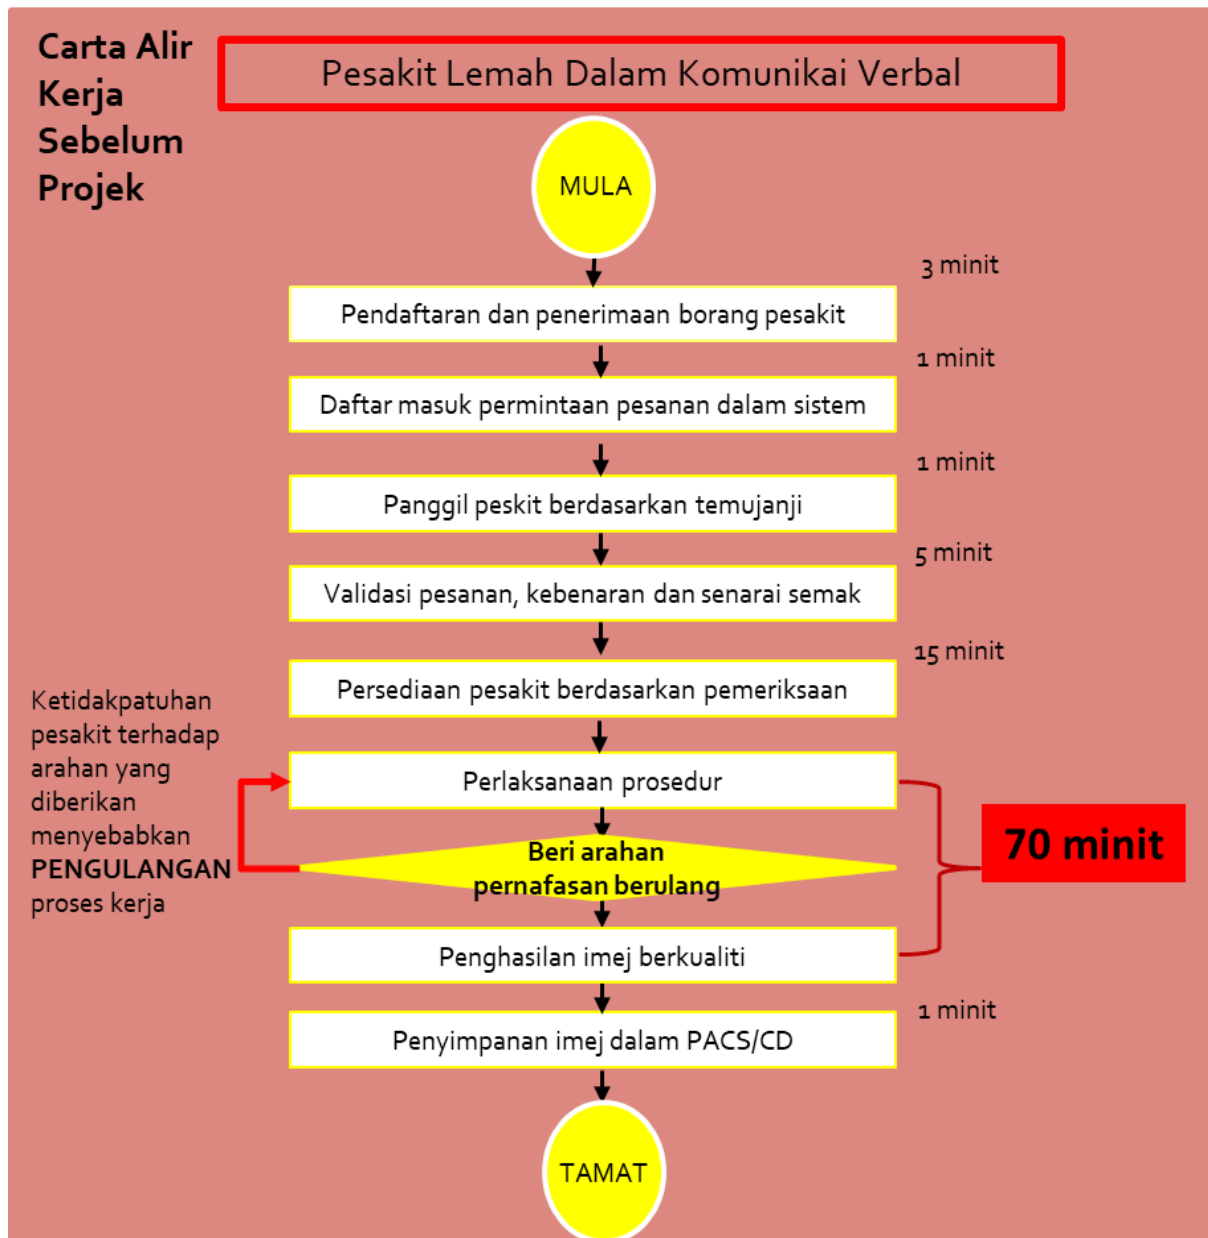 Carta Alir
Kerja
Sebelum
Projek
Pesakit Lemah Dalam Komunikai Verbal
MULA
3 minit
Pendaftaran dan penerimaan borang pesakit
1 minit
Daftar masuk permintaan pesanan dalam sistem
1 minit
Panggil peskit berdasarkan temujanji
5 minit
Validasi pesanan, kebenaran dan senarai semak
15 minit
Persediaan pesakit berdasarkan pemeriksaan
Ketidakpatuhan
pesakit terhadap
arahan yang
diberikan
menyebabkan
PENGULANGAN
proses kerja
Perlaksanaan prosedur
Beri arahan
pernafasan berulang
70 minit
Penghasilan imej berkualiti
1 minit
Penyimpanan imej dalam PACS/CD
TAMAT